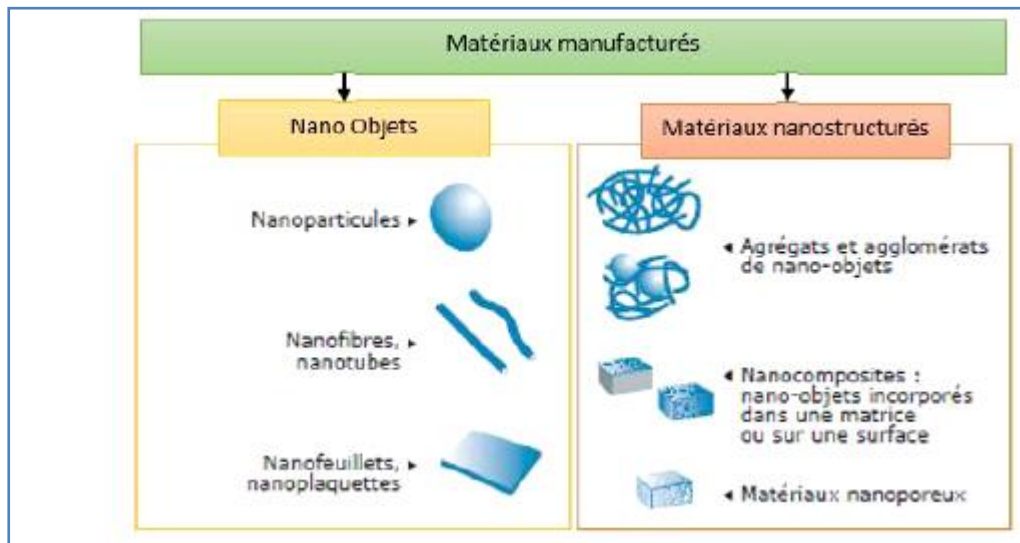 Matériaux manufacturés
Nano Objets
Nanoparticules ▸
Nanofibres, ▸
nanotubes
Nanofeuillets, ▸
nanoplaquettes
Matériaux nanostructurés
◂ Agrégats et agglomérats
de nano-objets
◂ Nanocomposites :
nano-objets incorporés
dans une matrice
ou sur une surface
◂ Matériaux nanoporeux